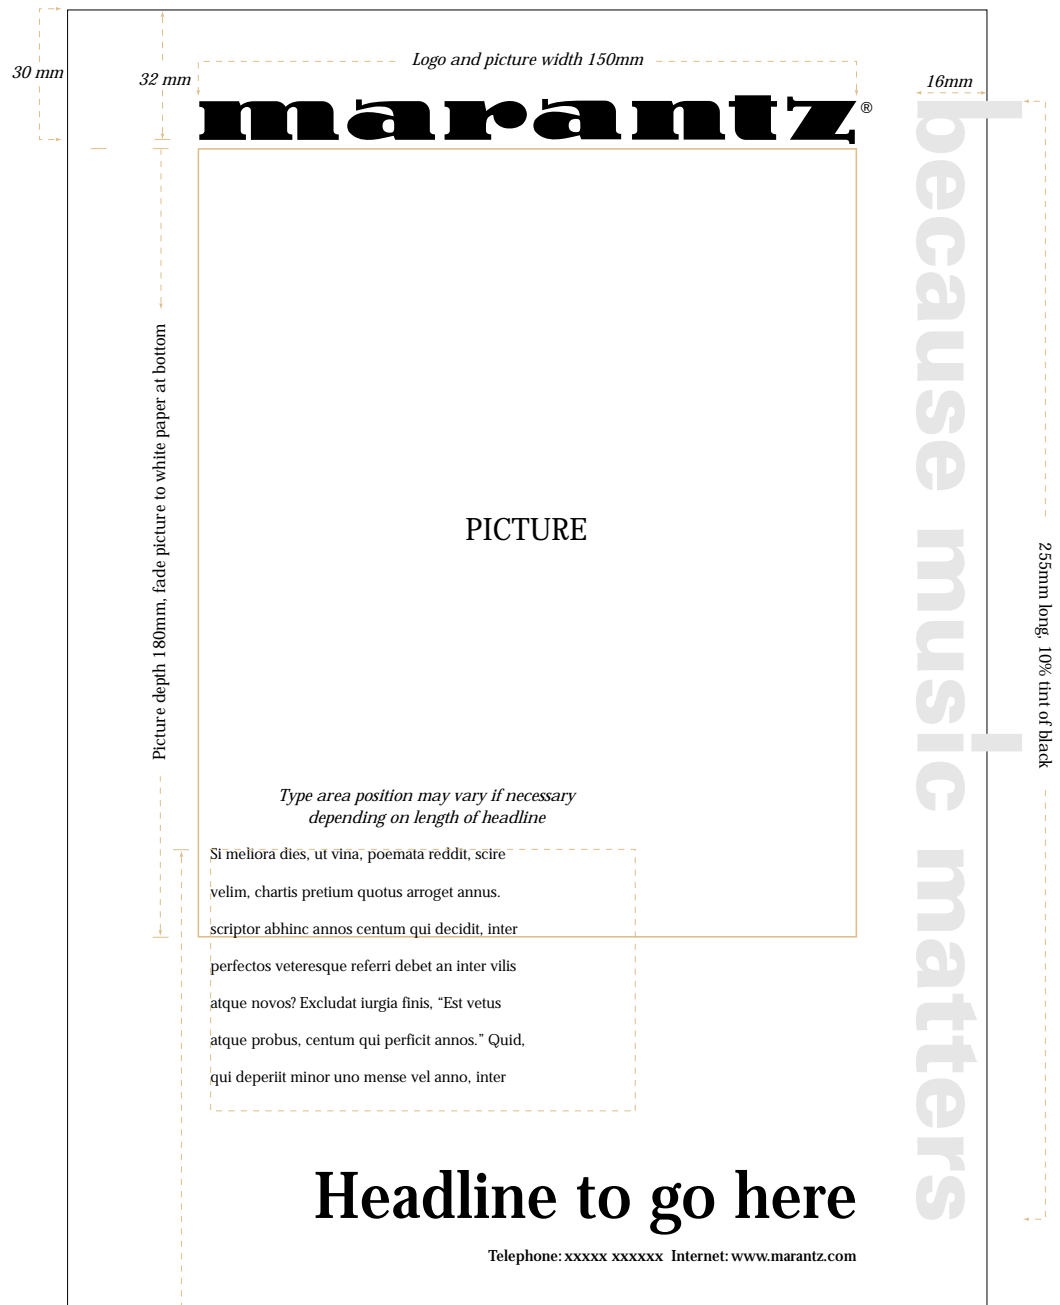 30 mm
32 mm
Logo and picture width 150mm
16mm
marantz®
because music matters
Picture depth 180mm, fade picture to white paper at bottom
PICTURE
255mm long, 10% tint of black
Type area position may vary if necessary
depending on length of headline
Si meliora dies, ut vina, poemata reddit, scire
velim, chartis pretium quotus arroget annus.
scriptor abhinc annos centum qui decidit, inter
perfectos veteresque referri debet an inter vilis
atque novos? Excludat iurgia finis, “Est vetus
atque probus, centum qui perficit annos.” Quid,
qui deperiit minor uno mense vel anno, inter
Headline to go here
Telephone: xxxxx xxxxxx Internet: www.marantz.com